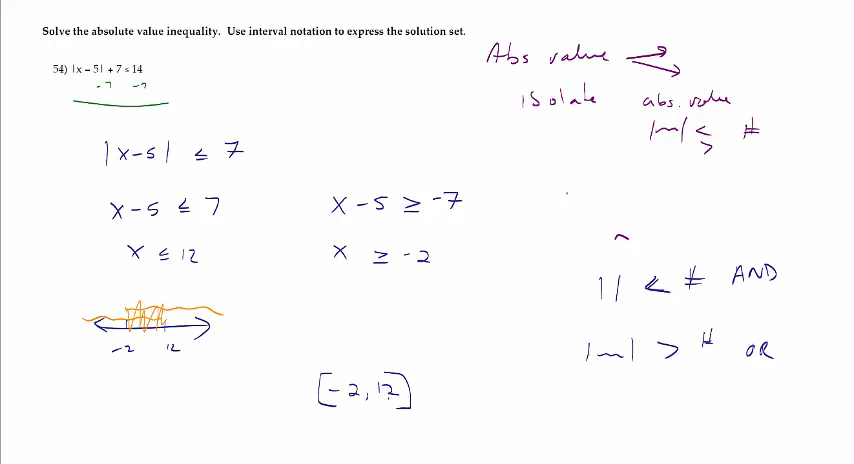 Solve the absolute value inequality. Use interval notation to express the solution set.
54) |x – 5| + 7 ≤ 14
-7 -7
|x-5| ≤ 7
x-5 ≤ 7
x ≤ 12
x-5 ≥ -7
x ≥ -2
-2 12
[-2, 12]
Abs value
isolate abs. value
| | < #
>
| | < # AND
| | > # OR